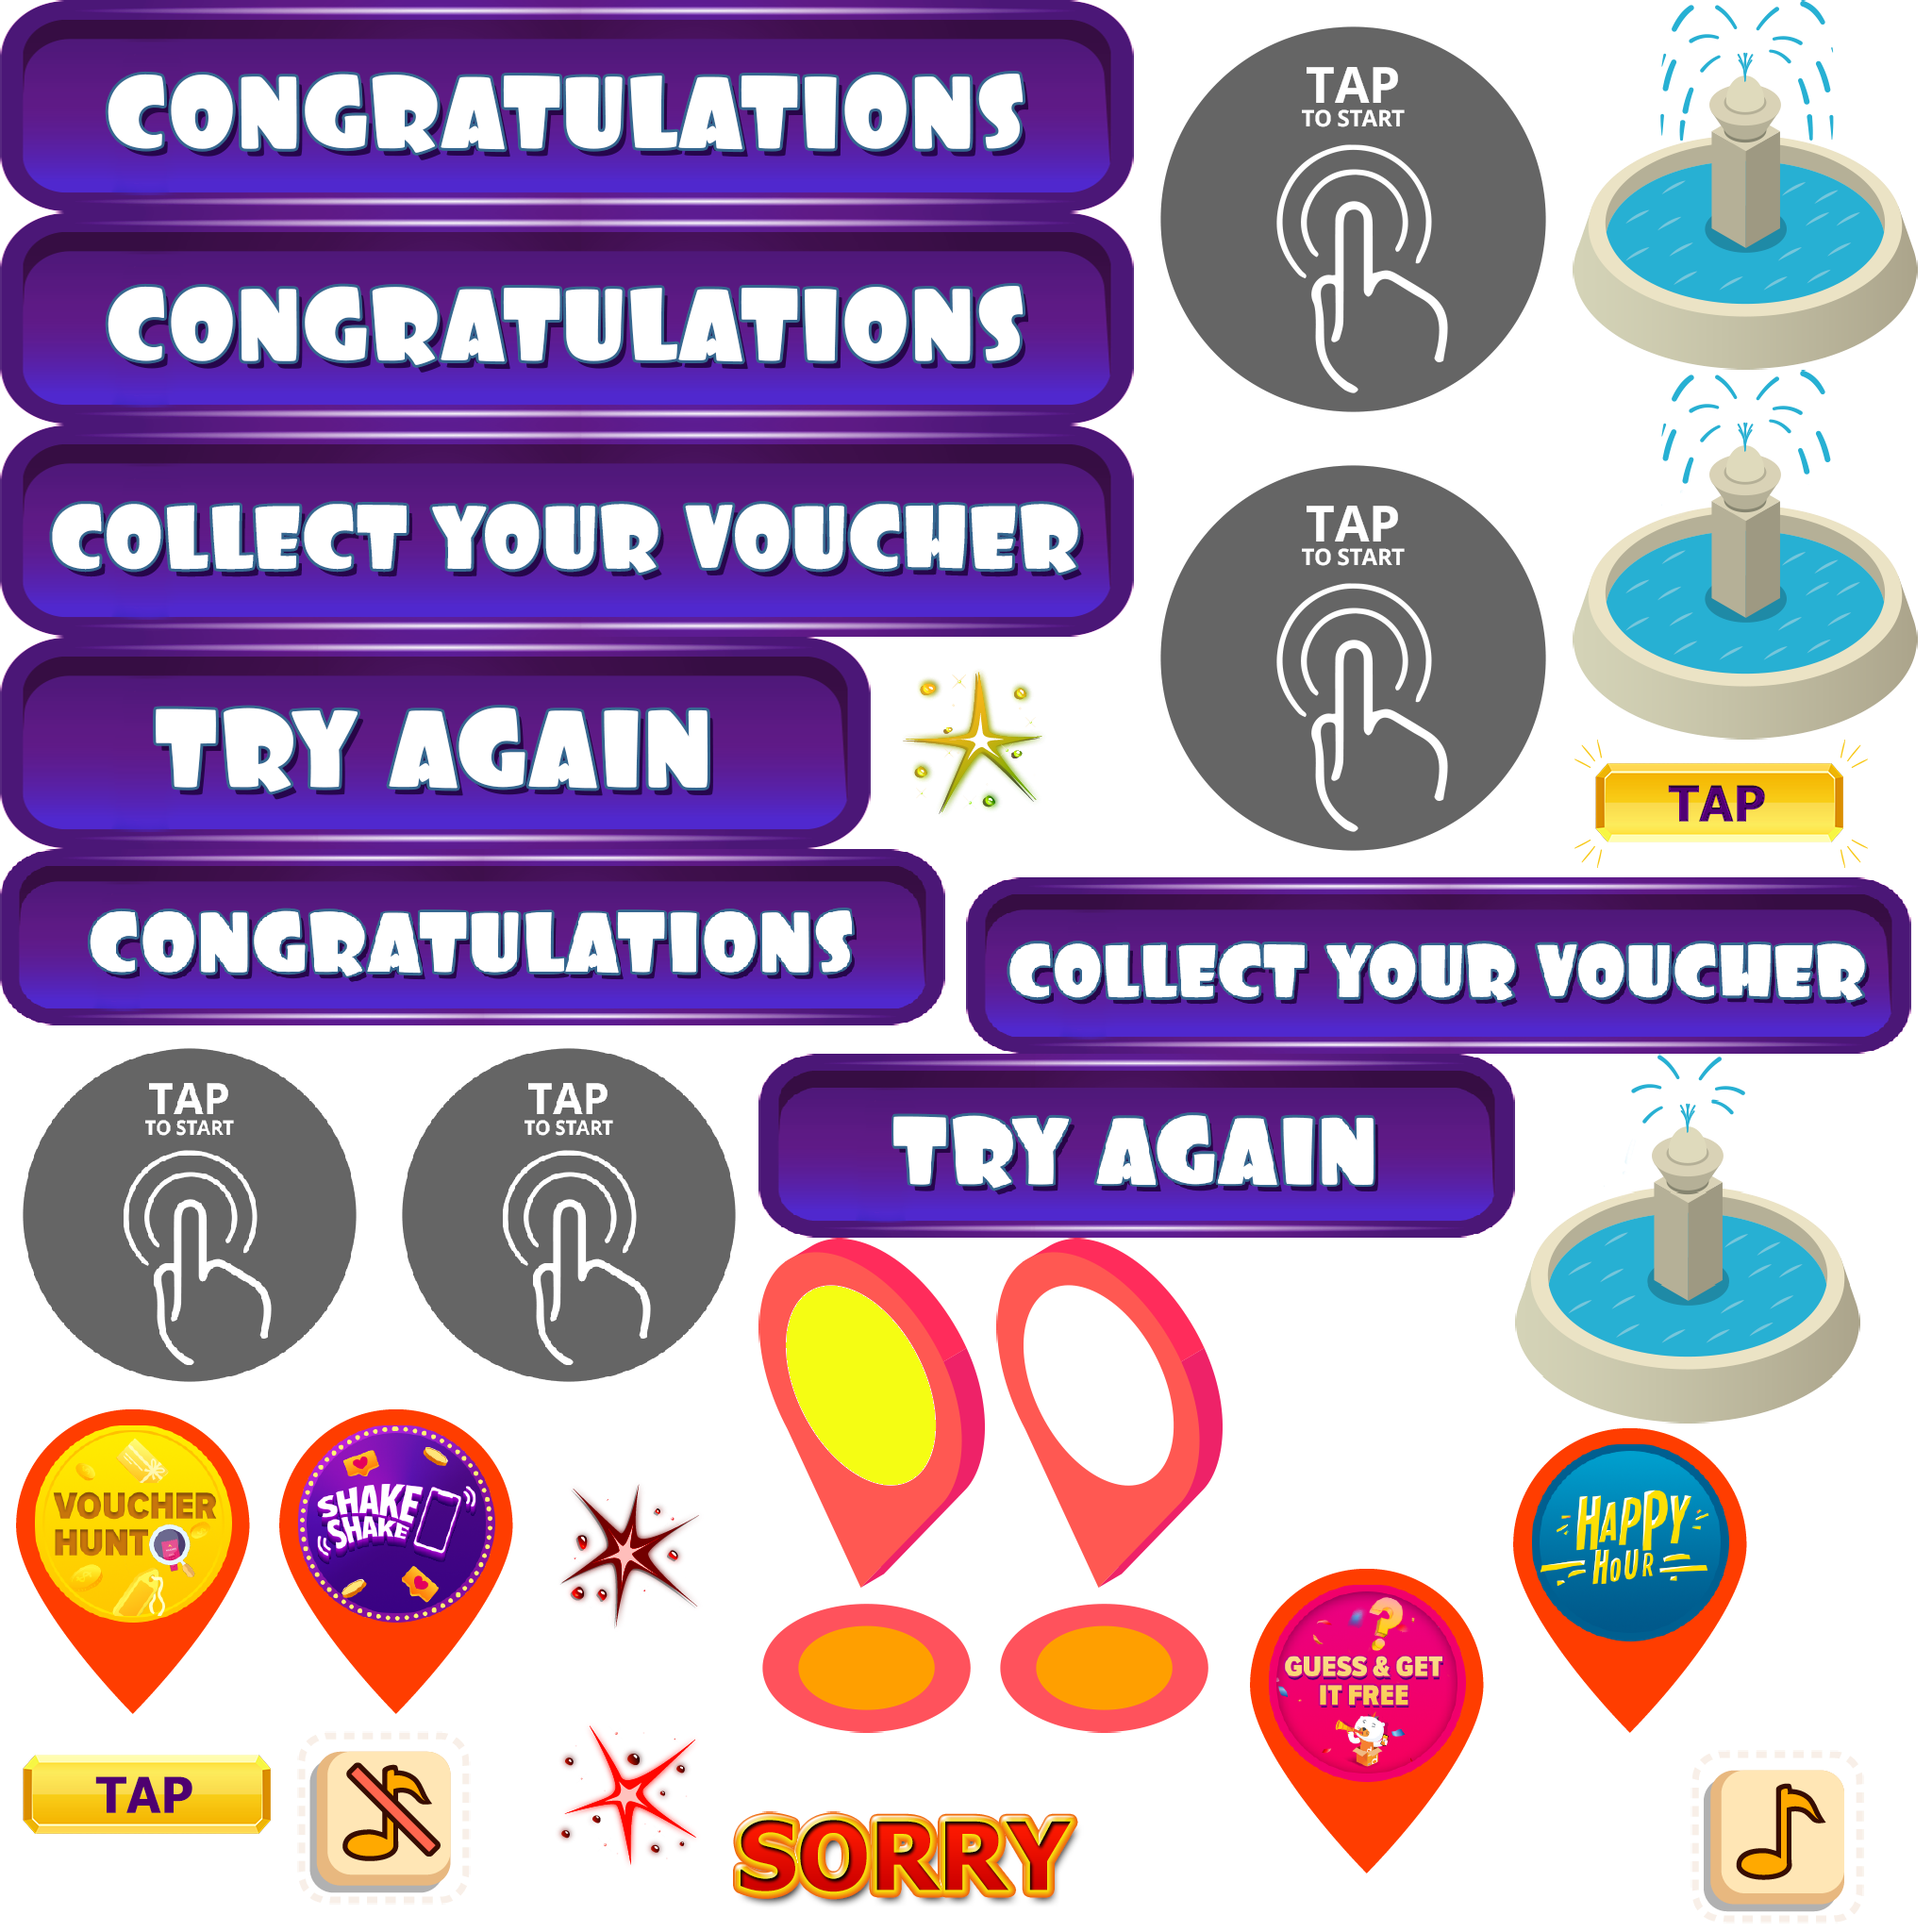 CONGRATULATIONS
TAP
TO START
CONGRATULATIONS
COLLECT YOUR VOUCHER
TAP
TO START
TRY AGAIN
TAP
CONGRATULATIONS
COLLECT YOUR VOUCHER
TAP
TO START
TAP
TO START
TRY AGAIN
VOUCHER
HUNT
SHAKE
SHAKE
HAPPY
HOUR
GUESS & GET
IT FREE
TAP
SORRY